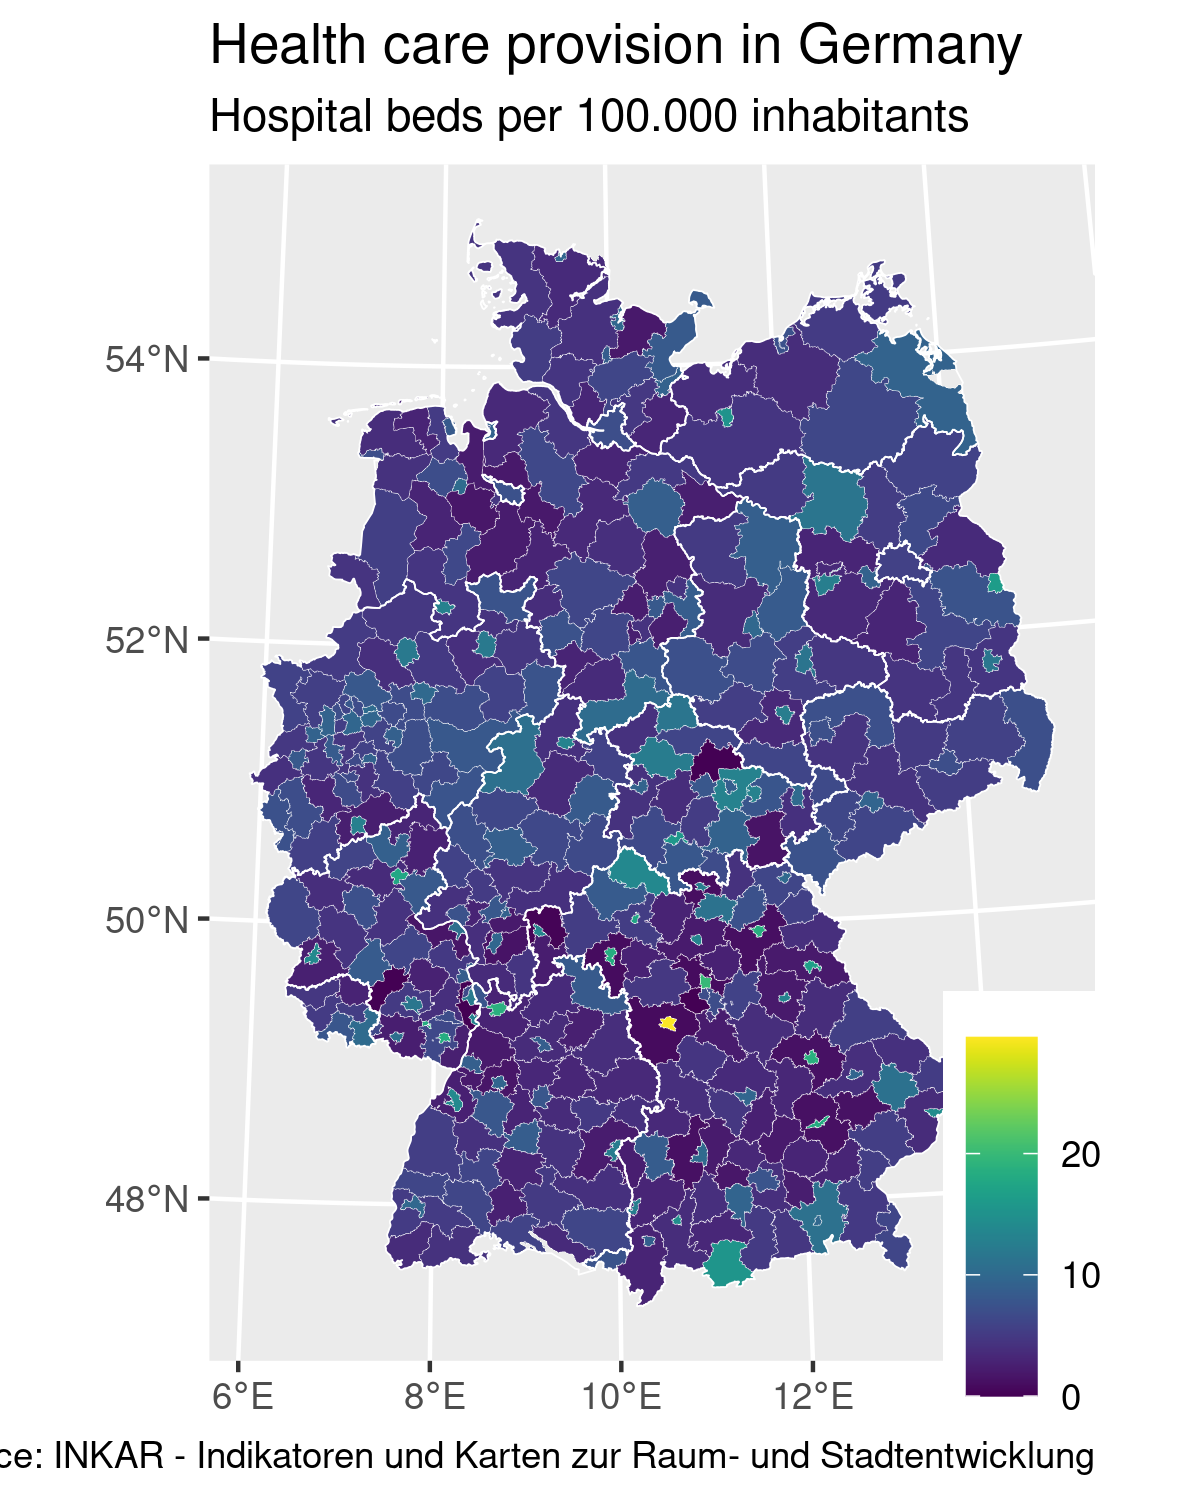 Health care provision in Germany
Hospital beds per 100.000 inhabitants
54°N
52°N
50°N
48°N
20
10
0
6°E 8°E 10°E 12°E
ce: INKAR - Indikatoren und Karten zur Raum- und Stadtentwicklung